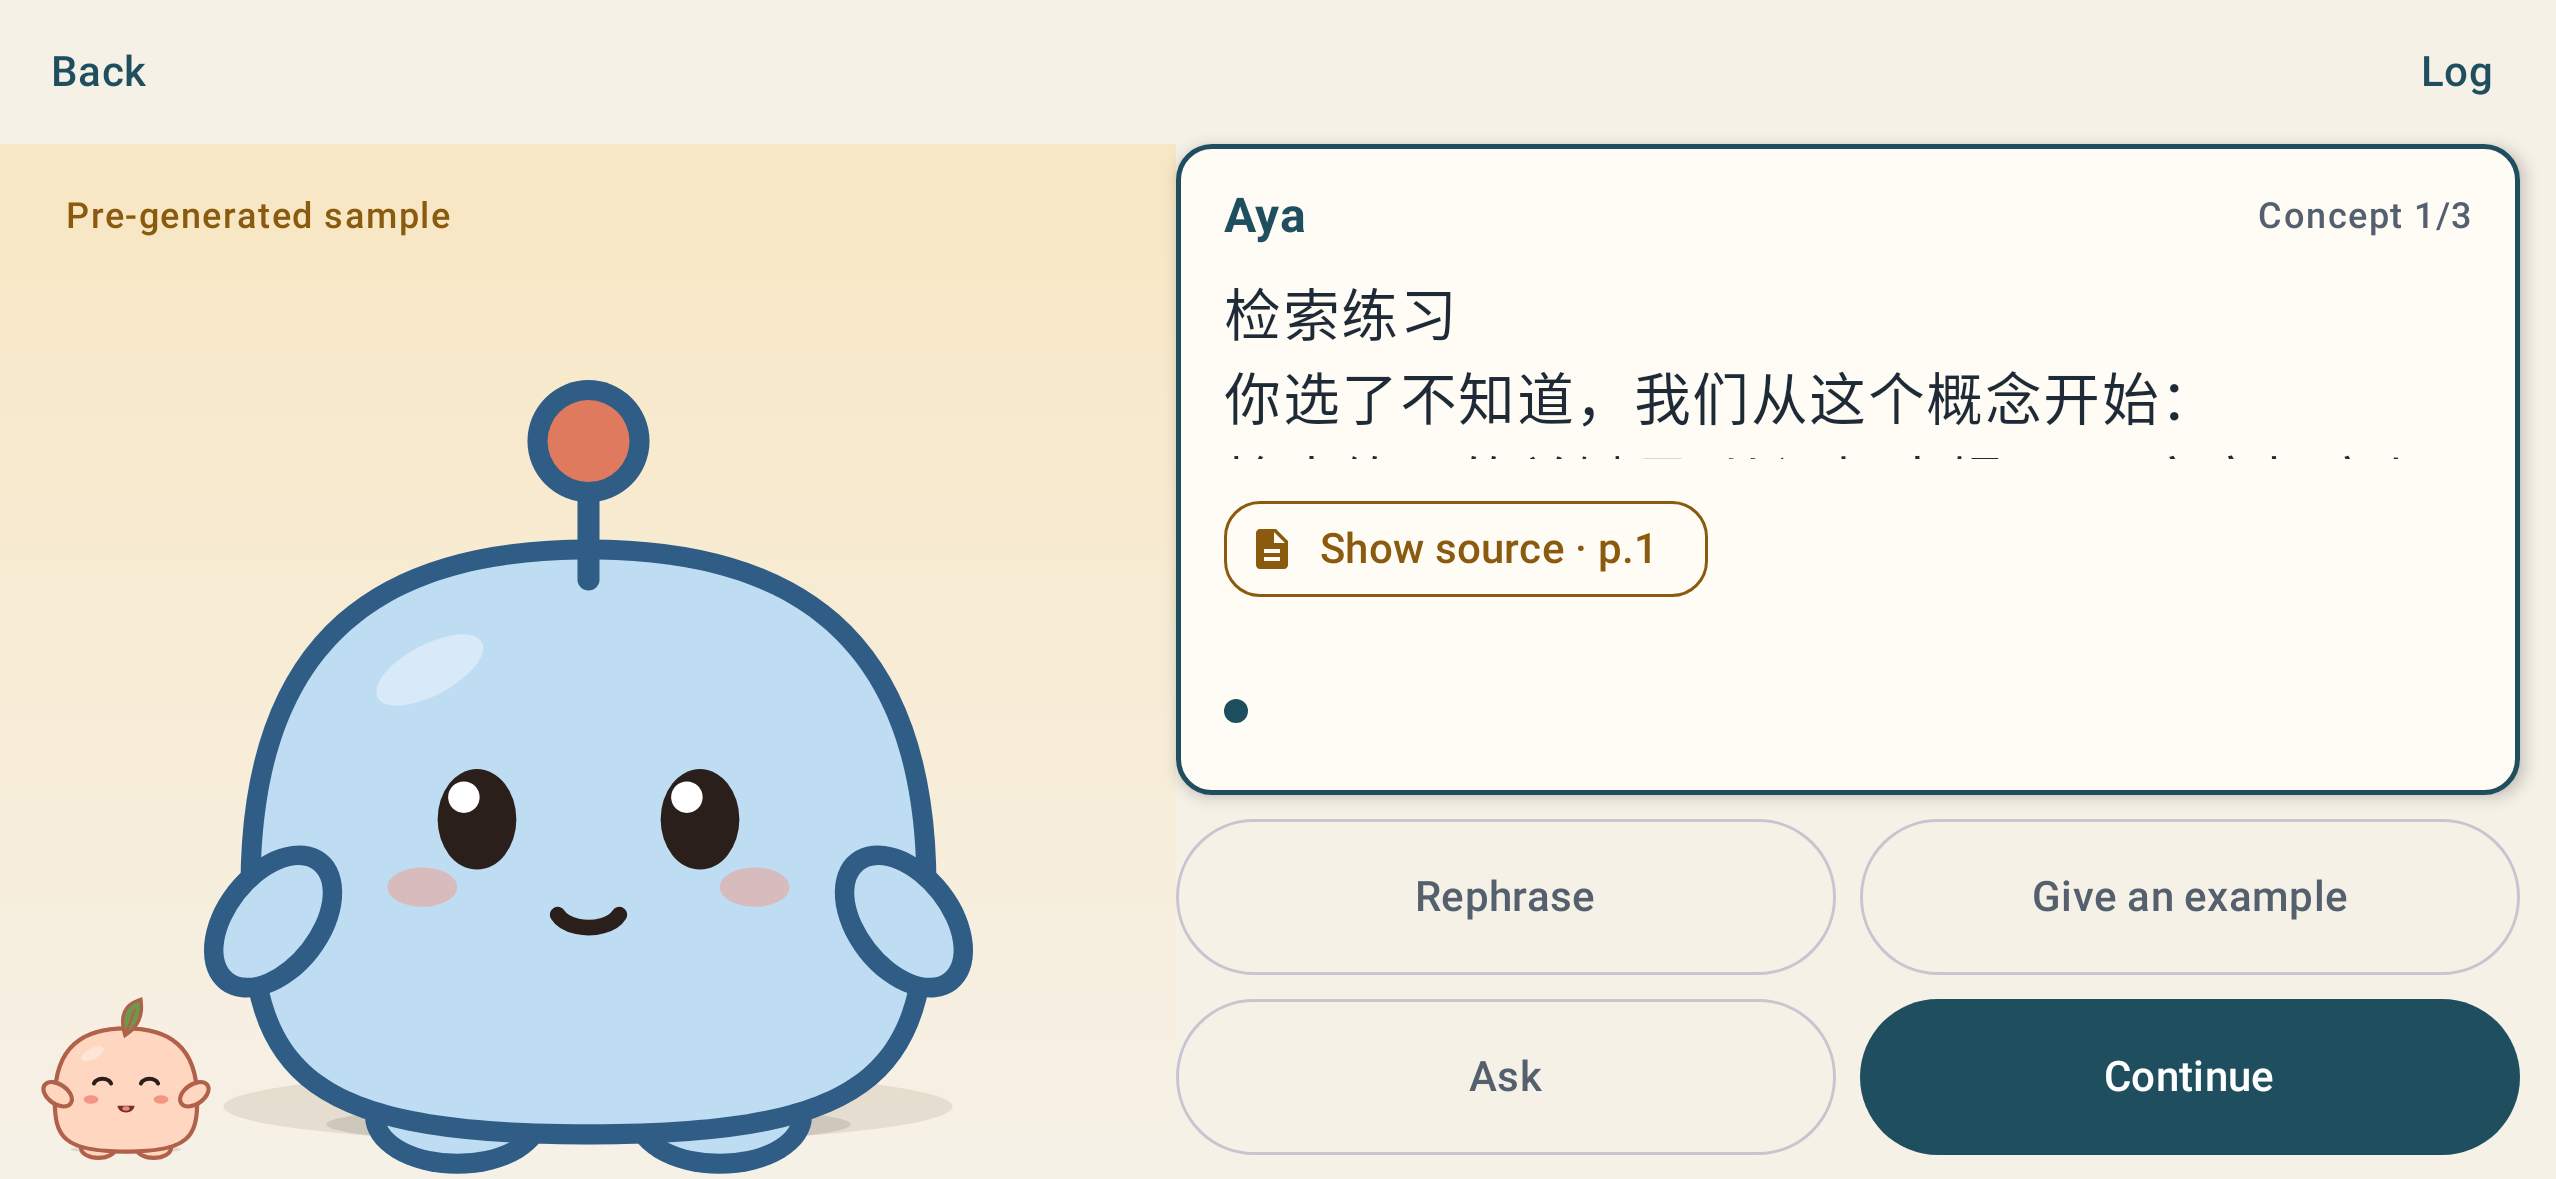 Back
Log
Pre-generated sample
Aya
Concept 1/3
检索练习
你选了不知道，我们从这个概念开始：
Show source · p.1
Rephrase
Give an example
Ask
Continue